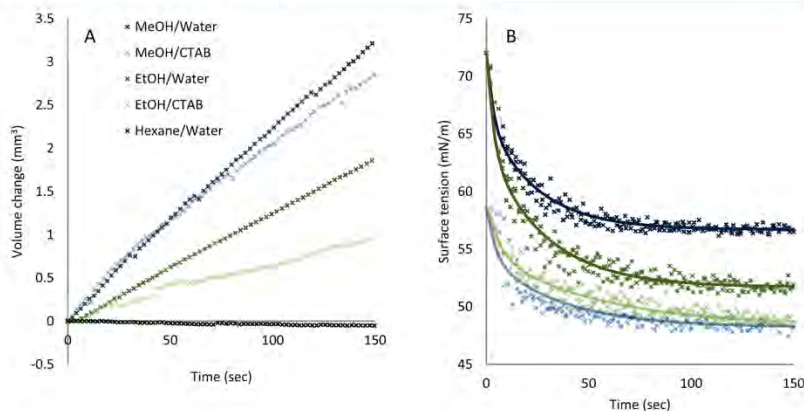 A
3.5
3
2.5
2
1.5
1
0.5
0
-0.5
Volume change (mm³)
MeOH/Water
MeOH/CTAB
EtOH/Water
EtOH/CTAB
Hexane/Water
0
50
100
150
Time (sec)
B
75
70
65
60
55
50
45
Surface tension (mN/m)
0
50
100
150
Time (sec)